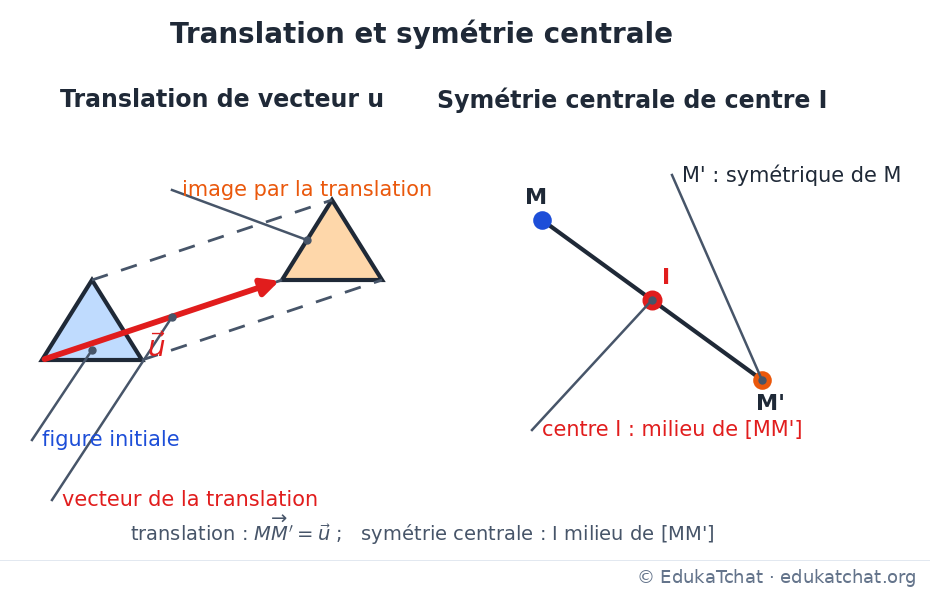 Translation et symétrie centrale
Translation de vecteur u
Symétrie centrale de centre I
image par la translation
M' : symétrique de M
M
I
u⃗
M'
figure initiale
centre I : milieu de [MM']
vecteur de la translation
translation : MM'⃗ = u⃗ ; symétrie centrale : I milieu de [MM']
© EdukaTchat · edukatchat.org